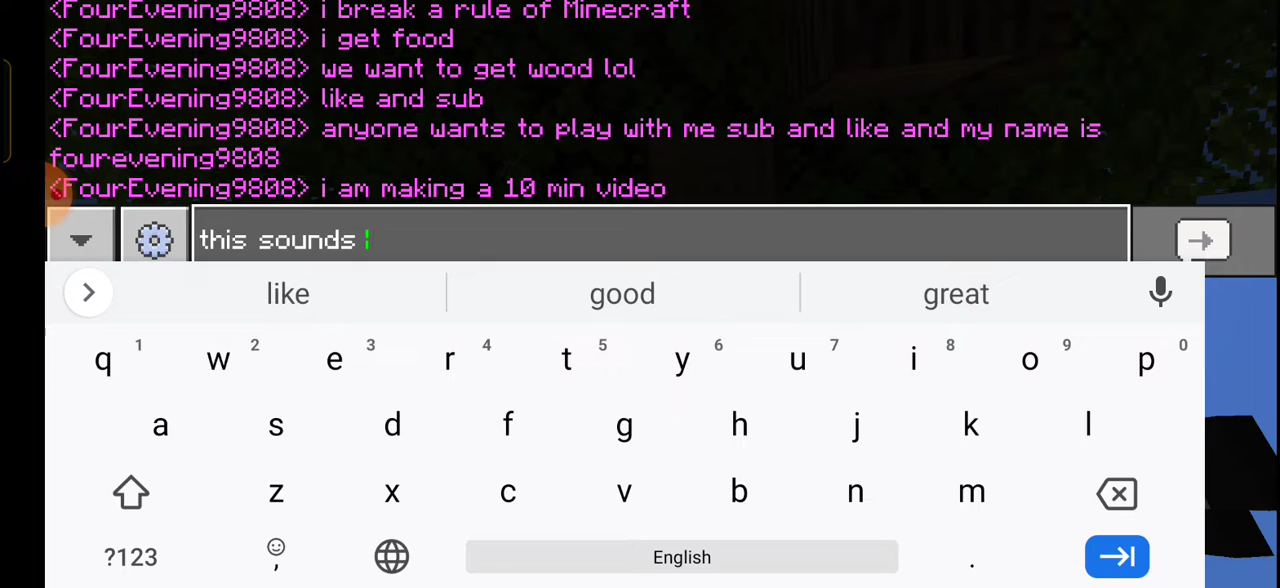 <FourEvening9808> i break a rule of Minecraft
<FourEvening9808> i get food
<FourEvening9808> we want to get wood lol
<FourEvening9808> like and sub
<FourEvening9808> anyone wants to play with me sub and like and my name is
fourevening9808
<FourEvening9808> i am making a 10 min video
this sounds
like good great
q 1 w 2 e 3 r 4 t 5 y 6 u 7 i 8 o 9 p 0
a s d f g h j k l
z x c v b n m
?123 , English .